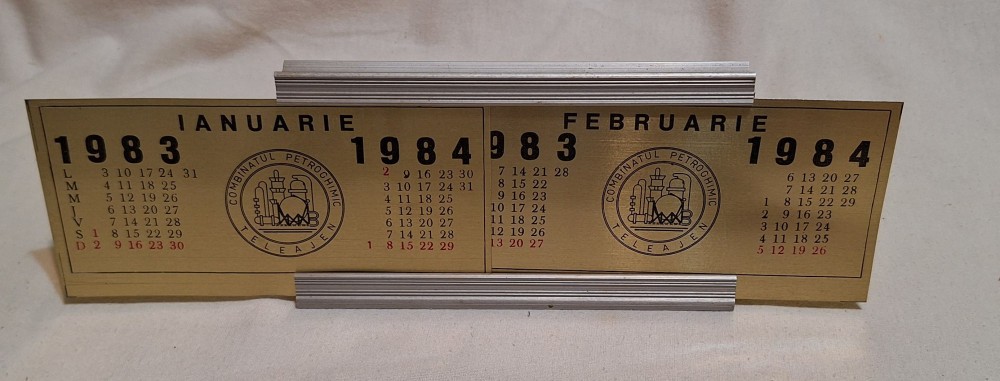 IANUARIE
1983 1984
L 3 10 17 24 31 2 9 16 23 30
M 4 11 18 25 3 10 17 24 31
M 5 12 19 26 4 11 18 25
I 6 13 20 27 5 12 19 26
V 7 14 21 28 6 13 20 27
S 1 8 15 22 29 7 14 21 28
D 2 9 16 23 30 1 8 15 22 29
COMBINATUL PETROGHIMIC
TELEAJEN
FEBRUARIE
983 1984
7 14 21 28 6 13 20 27
8 15 22 7 14 21 28
9 16 23 1 8 15 22 29
10 17 24 2 9 16 23
11 18 25 3 10 17 24
12 19 26 4 11 18 25
13 20 27 5 12 19 26
COMBINATUL PETROGHIMIC
TELEAJEN